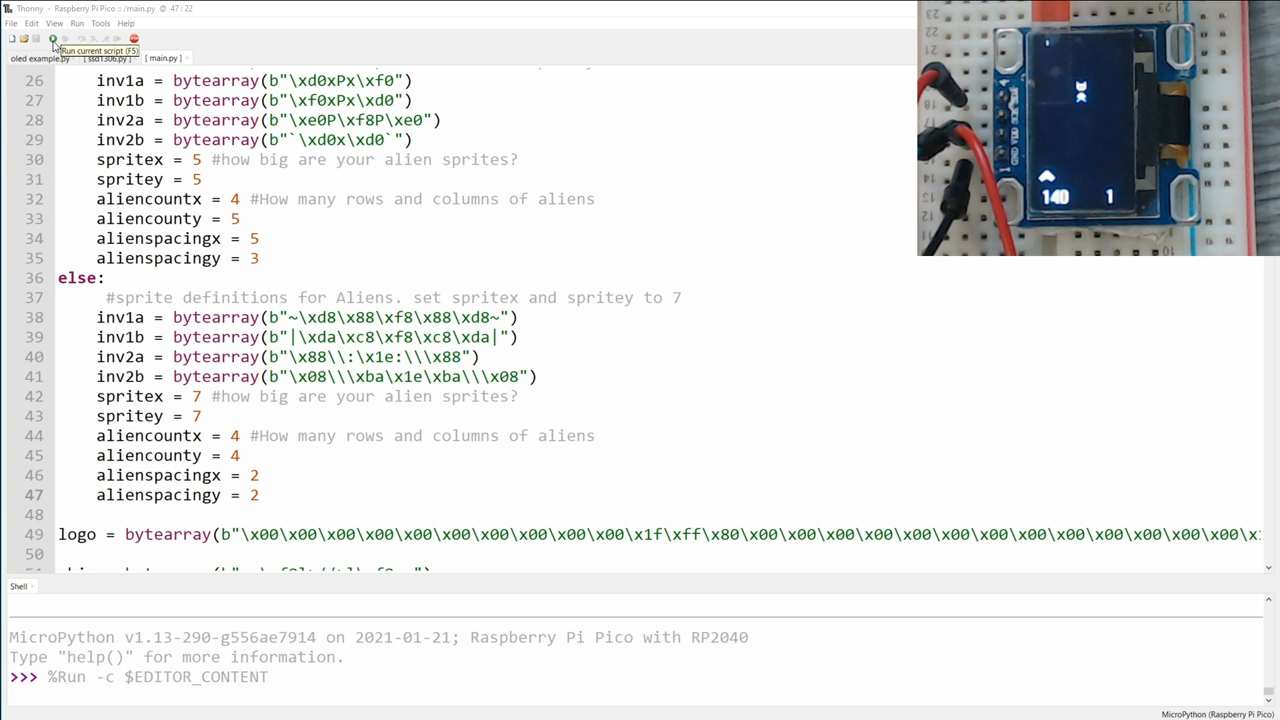 Thonny - Raspberry Pi Pico :: /main.py @ 47 : 22
File Edit View Run Tools Help
Run current script (F5)
oled example.py [ ssd1306.py ] [ main.py ]
26 inv1a = bytearray(b"\xd0xPx\xf0")
27 inv1b = bytearray(b"\xf0xPx\xd0")
28 inv2a = bytearray(b"\xe0P\xf8P\xe0")
29 inv2b = bytearray(b"`\xd0x\xd0`")
30 spritex = 5 #how big are your alien sprites?
31 spritey = 5
32 aliencountx = 4 #How many rows and columns of aliens
33 aliencounty = 5
34 alienspacingx = 5
35 alienspacingy = 3
36 else:
37 #sprite definitions for Aliens. set spritex and spritey to 7
38 inv1a = bytearray(b"~\xd8\x88\xf8\x88\xd8~")
39 inv1b = bytearray(b"|\xda\xc8\xf8\xc8\xda|")
40 inv2a = bytearray(b"\x88\\:\x1e:\\\x88")
41 inv2b = bytearray(b"\x08\\\xba\x1e\xba\\\x08")
42 spritex = 7 #how big are your alien sprites?
43 spritey = 7
44 aliencountx = 4 #How many rows and columns of aliens
45 aliencounty = 4
46 alienspacingx = 2
47 alienspacingy = 2
48
49 logo = bytearray(b"\x00\x00\x00\x00\x00\x00\x00\x00\x00\x1f\xff\x80\x00\x00\x00\x00\x00\x00\x00\x00\x00\x00\x00\x
50
Shell
MicroPython v1.13-290-g556ae7914 on 2021-01-21; Raspberry Pi Pico with RP2040
Type "help()" for more information.
>>> %Run -c $EDITOR_CONTENT
MicroPython (Raspberry Pi Pico)
140 1